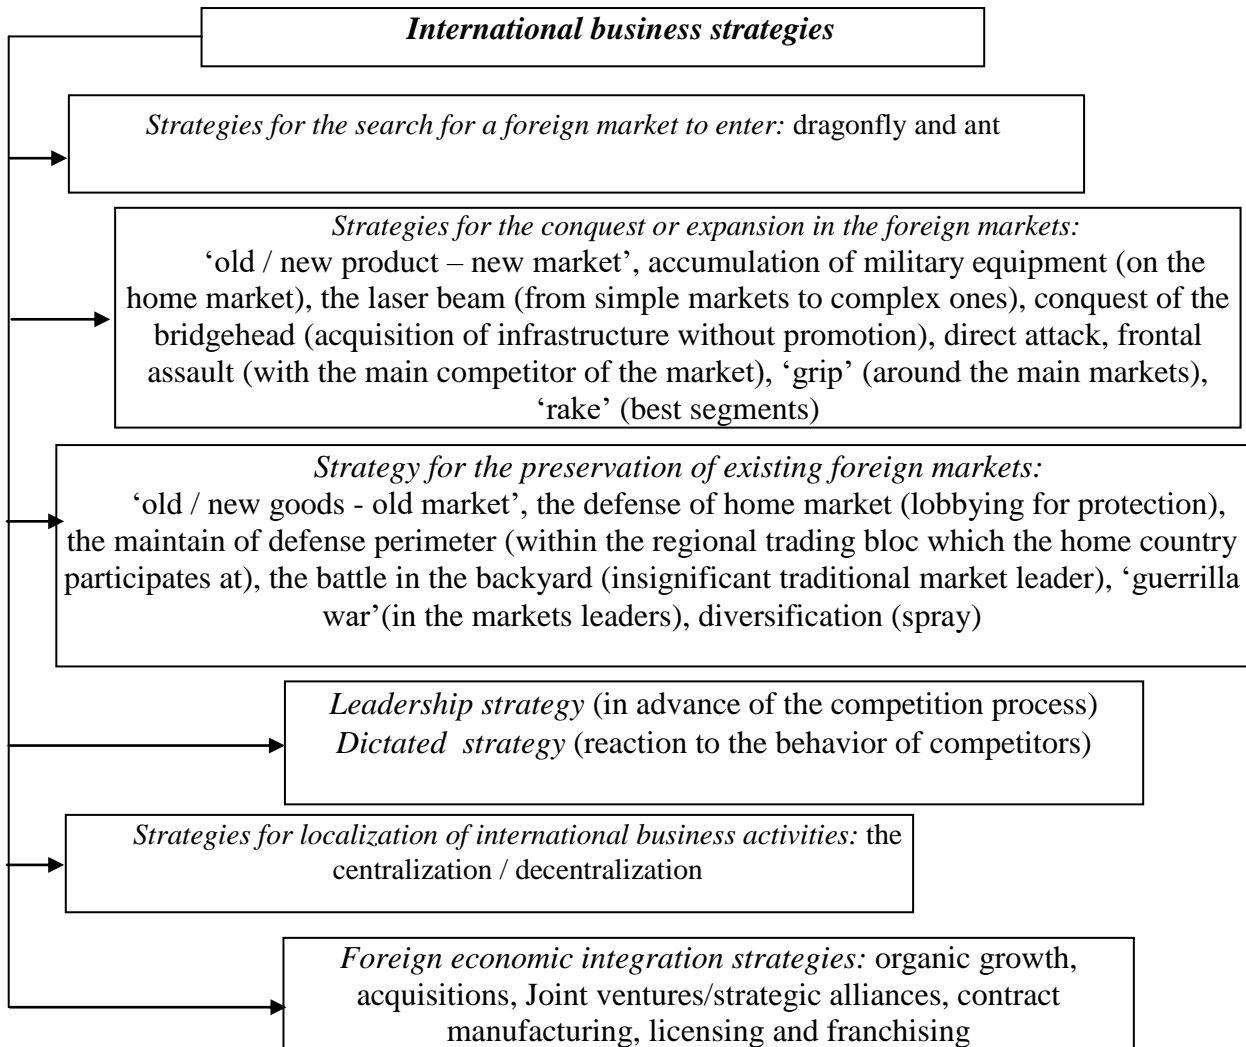 International business strategies
Strategies for the search for a foreign market to enter: dragonfly and ant
Strategies for the conquest or expansion in the foreign markets:
‘old / new product – new market’, accumulation of military equipment (on the
home market), the laser beam (from simple markets to complex ones), conquest of the
bridgehead (acquisition of infrastructure without promotion), direct attack, frontal
assault (with the main competitor of the market), ‘grip’ (around the main markets),
‘rake’ (best segments)
Strategy for the preservation of existing foreign markets:
‘old / new goods - old market’, the defense of home market (lobbying for protection),
the maintain of defense perimeter (within the regional trading bloc which the home country
participates at), the battle in the backyard (insignificant traditional market leader), ‘guerrilla
war’(in the markets leaders), diversification (spray)
Leadership strategy (in advance of the competition process)
Dictated strategy (reaction to the behavior of competitors)
Strategies for localization of international business activities: the
centralization / decentralization
Foreign economic integration strategies: organic growth,
acquisitions, Joint ventures/strategic alliances, contract
manufacturing, licensing and franchising